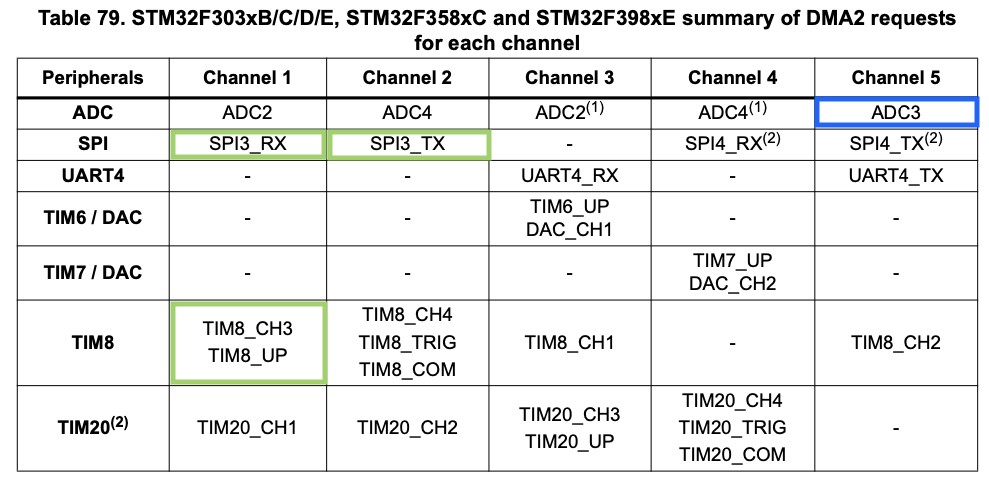 Table 79. STM32F303xB/C/D/E, STM32F358xC and STM32F398xE summary of DMA2 requests
for each channel
Peripherals Channel 1 Channel 2 Channel 3 Channel 4 Channel 5
ADC ADC2 ADC4 ADC2(1) ADC4(1) ADC3
SPI SPI3_RX SPI3_TX - SPI4_RX(2) SPI4_TX(2)
UART4 - - UART4_RX - UART4_TX
TIM6 / DAC - - TIM6_UP DAC_CH1 - -
TIM7 / DAC - - - TIM7_UP DAC_CH2 -
TIM8 TIM8_CH3 TIM8_UP TIM8_CH4 TIM8_TRIG TIM8_COM TIM8_CH1 - TIM8_CH2
TIM20(2) TIM20_CH1 TIM20_CH2 TIM20_CH3 TIM20_UP TIM20_CH4 TIM20_TRIG TIM20_COM -